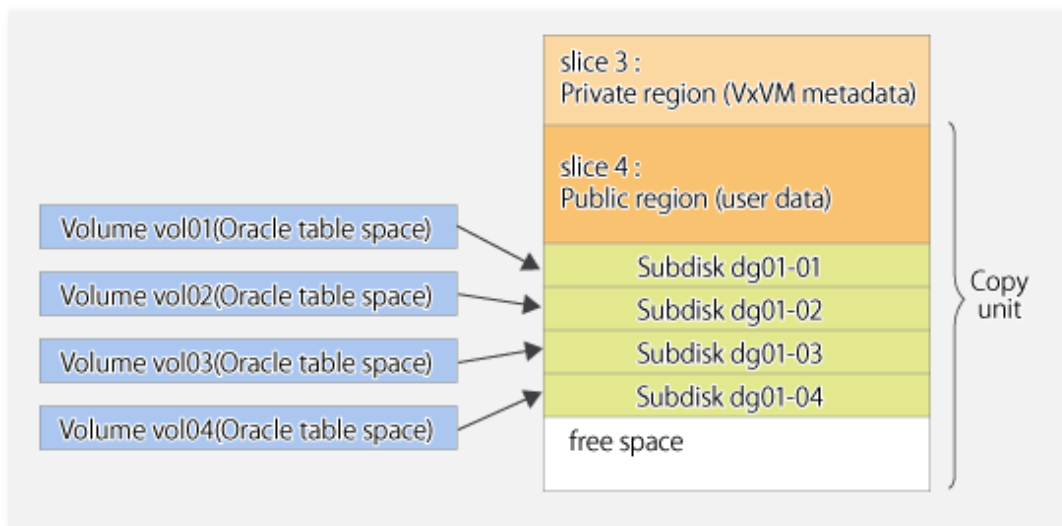 slice 3 :
Private region (VxVM metadata)
slice 4 :
Public region (user data)
Volume vol01(Oracle table space)
Volume vol02(Oracle table space)
Volume vol03(Oracle table space)
Volume vol04(Oracle table space)
Subdisk dg01-01
Subdisk dg01-02
Subdisk dg01-03
Subdisk dg01-04
free space
Copy
unit